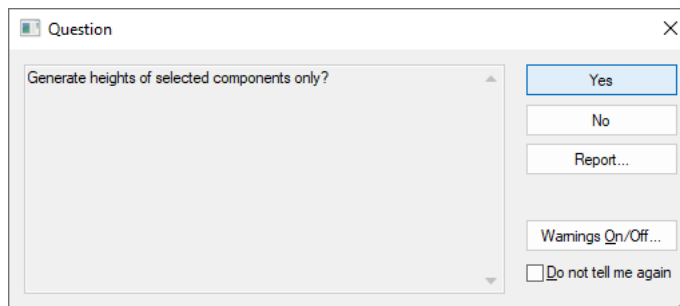 Question
Generate heights of selected components only?
Yes
No
Report...
Warnings On/Off...
Do not tell me again